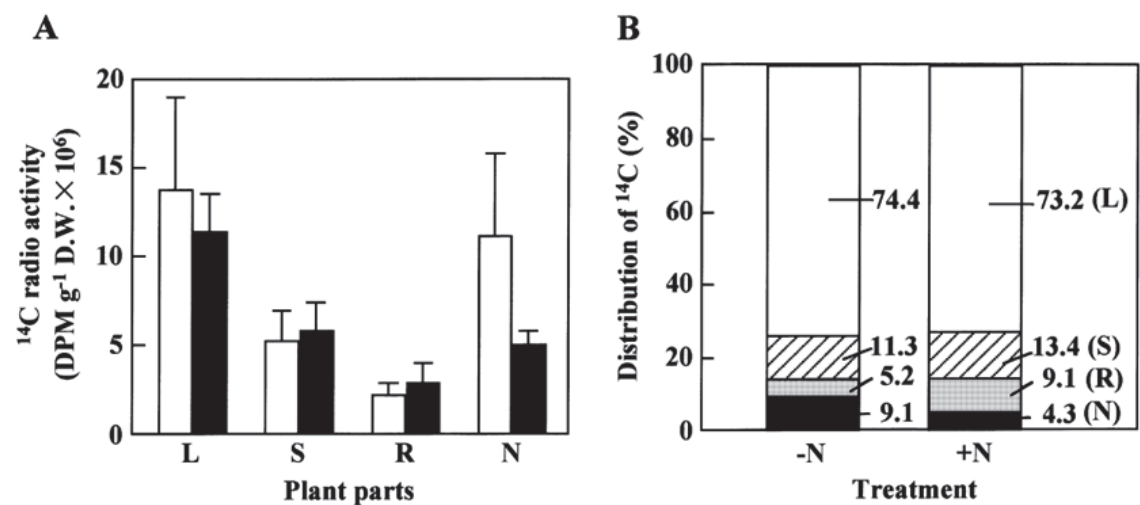 A
20
15
10
5
0
¹⁴C radio activity
(DPM g⁻¹ D.W.×10⁶)
L S R N
Plant parts
B
100
80
60
40
20
0
Distribution of ¹⁴C (%)
74.4
11.3
5.2
9.1
73.2 (L)
13.4 (S)
9.1 (R)
4.3 (N)
-N +N
Treatment